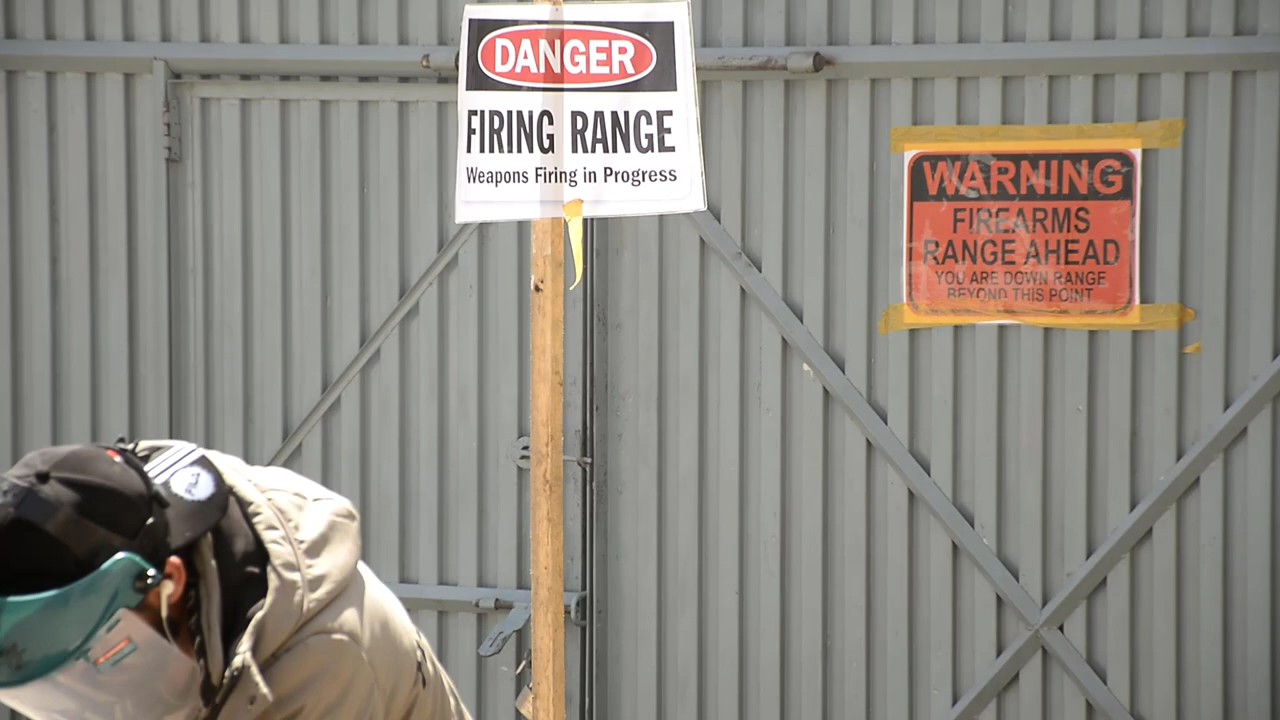 DANGER
FIRING RANGE
Weapons Firing in Progress
WARNING
FIREARMS
RANGE AHEAD
YOU ARE DOWN RANGE
BEYOND THIS POINT